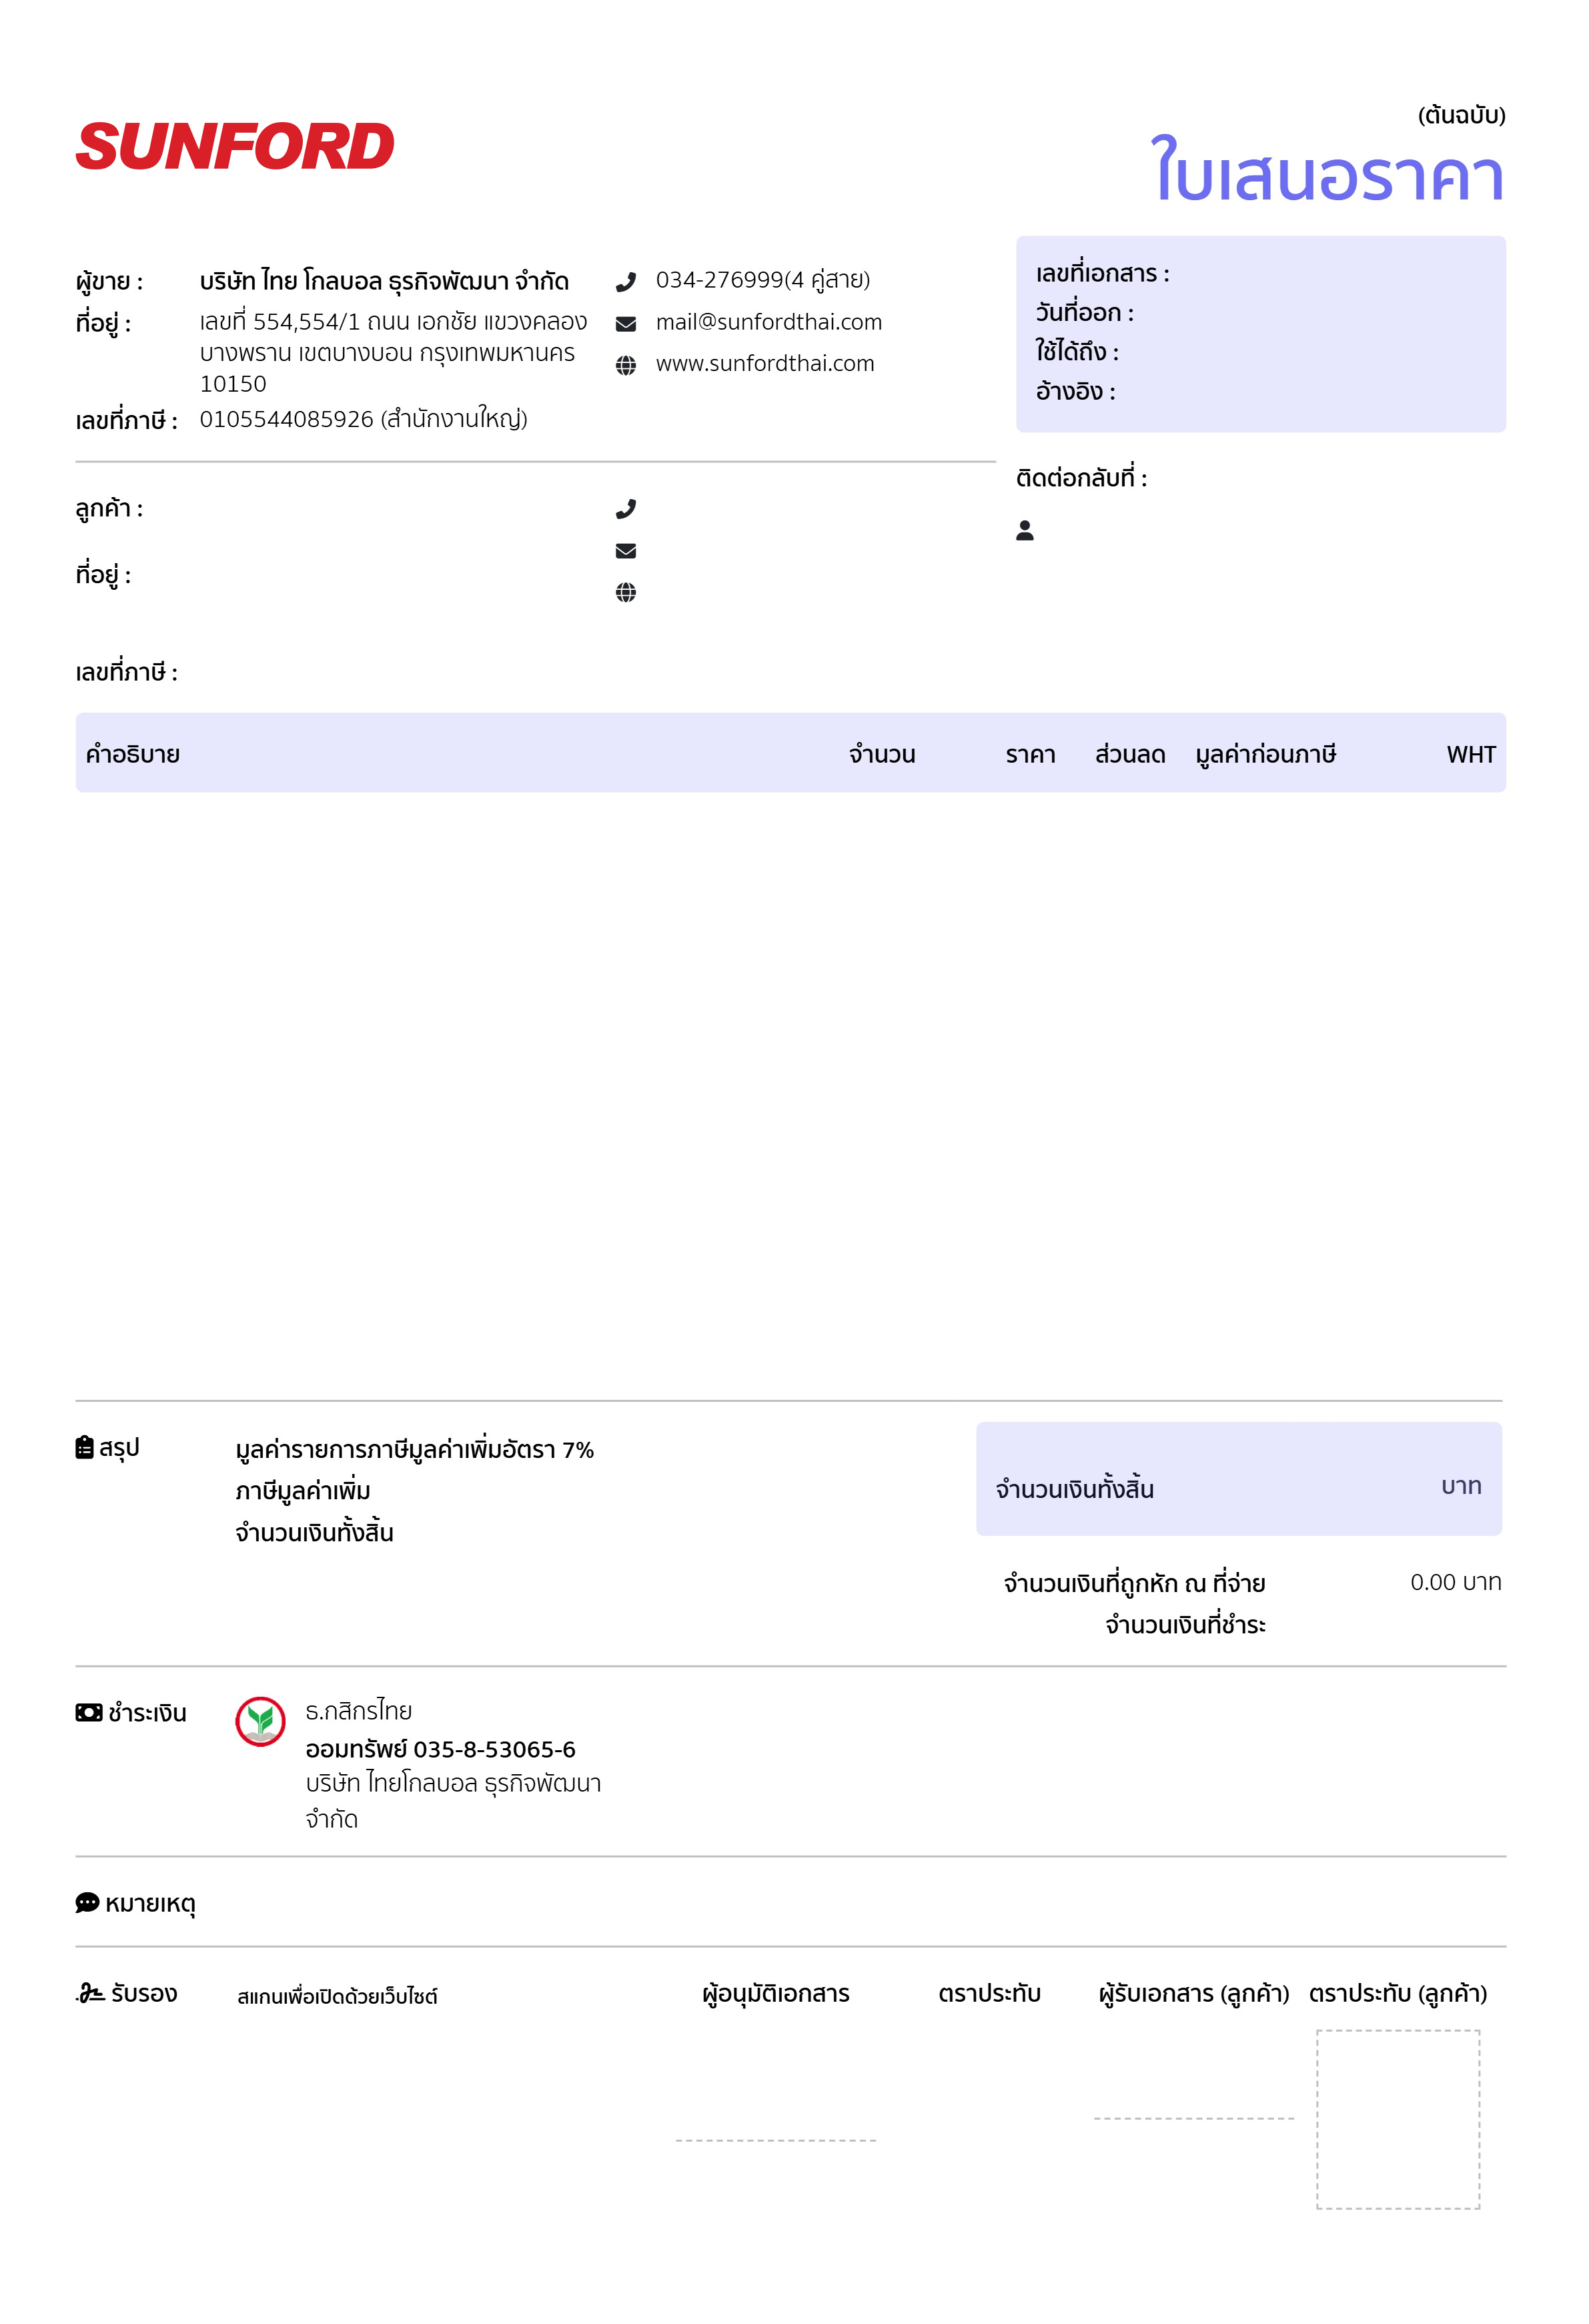 SUNFORD
(ต้นฉบับ)
ใบเสนอราคา
ผู้ขาย : บริษัท ไทย โกลบอล ธุรกิจพัฒนา จำกัด
ที่อยู่ : เลขที่ 554,554/1 ถนน เอกชัย แขวงคลอง
บางพราน เขตบางบอน กรุงเทพมหานคร
10150
เลขที่ภาษี : 0105544085926 (สำนักงานใหญ่)
034-276999(4 คู่สาย)
mail@sunfordthai.com
www.sunfordthai.com
เลขที่เอกสาร :
วันที่ออก :
ใช้ได้ถึง :
อ้างอิง :
ติดต่อกลับที่ :
ลูกค้า :
ที่อยู่ :
เลขที่ภาษี :
คำอธิบาย จำนวน ราคา ส่วนลด มูลค่าก่อนภาษี WHT
สรุป
มูลค่ารายการภาษีมูลค่าเพิ่มอัตรา 7%
ภาษีมูลค่าเพิ่ม
จำนวนเงินทั้งสิ้น
จำนวนเงินทั้งสิ้น บาท
จำนวนเงินที่ถูกหัก ณ ที่จ่าย 0.00 บาท
จำนวนเงินที่ชำระ
ชำระเงิน
ธ.กสิกรไทย
ออมทรัพย์ 035-8-53065-6
บริษัท ไทยโกลบอล ธุรกิจพัฒนา
จำกัด
หมายเหตุ
รับรอง สแกนเพื่อเปิดด้วยเว็บไซต์ ผู้อนุมัติเอกสาร ตราประทับ ผู้รับเอกสาร (ลูกค้า) ตราประทับ (ลูกค้า)